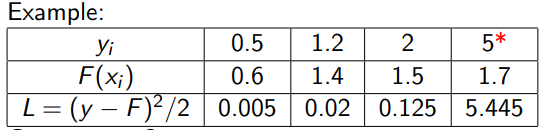 Example:
yᵢ 0.5 1.2 2 5*
F(xᵢ) 0.6 1.4 1.5 1.7
L = (y − F)²/2 0.005 0.02 0.125 5.445